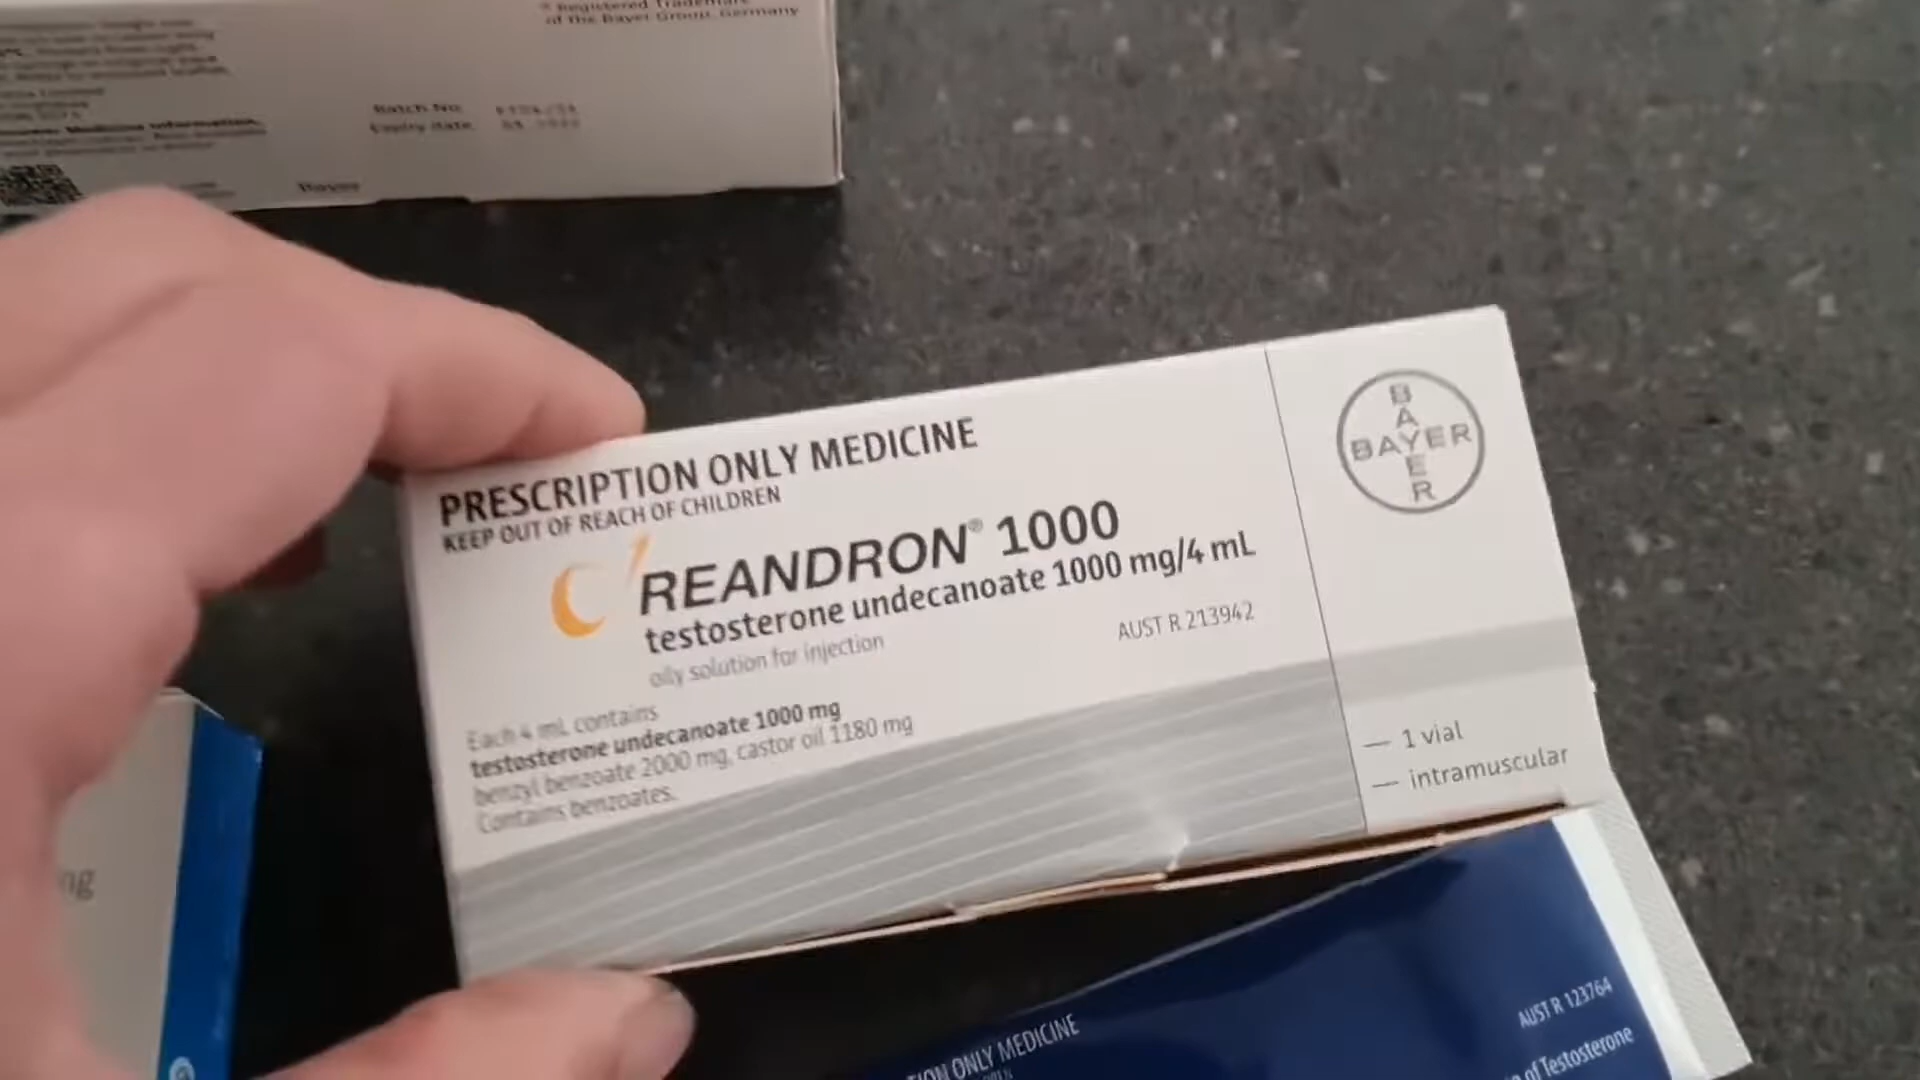 ® Registered Trademark
of the Bayer Group, Germany
Batch No.
Expiry date
Bayer
PRESCRIPTION ONLY MEDICINE
KEEP OUT OF REACH OF CHILDREN
REANDRON® 1000
testosterone undecanoate 1000 mg/4 mL
oily solution for injection
AUST R 213942
Each 4 mL contains
testosterone undecanoate 1000 mg
benzyl benzoate 2000 mg, castor oil 1180 mg
Contains benzoates.
BAYER
BAYER
— 1 vial
— intramuscular
ng
ION ONLY MEDICINE
AUST R 123764
of Testosterone